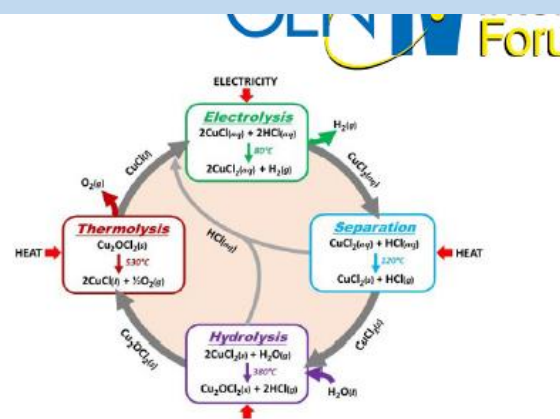 Foru
ELECTRICITY
Electrolysis
2CuCl(aq) + 2HCl(aq)
80°C
2CuCl₂(aq) + H₂(g)
H₂(g)
CuCl(l)
CuCl₂(aq)
O₂(g)
Thermolysis
Cu₂OCl₂(s)
530°C
2CuCl(l) + ½O₂(g)
HEAT
HCl(aq)
Separation
CuCl₂(aq) + HCl(aq)
120°C
CuCl₂(s) + HCl(g)
HEAT
Cu₂OCl₂(s)
CuCl₂(s)
Hydrolysis
2CuCl₂(s) + H₂O(g)
380°C
Cu₂OCl₂(s) + 2HCl(g)
H₂O(l)